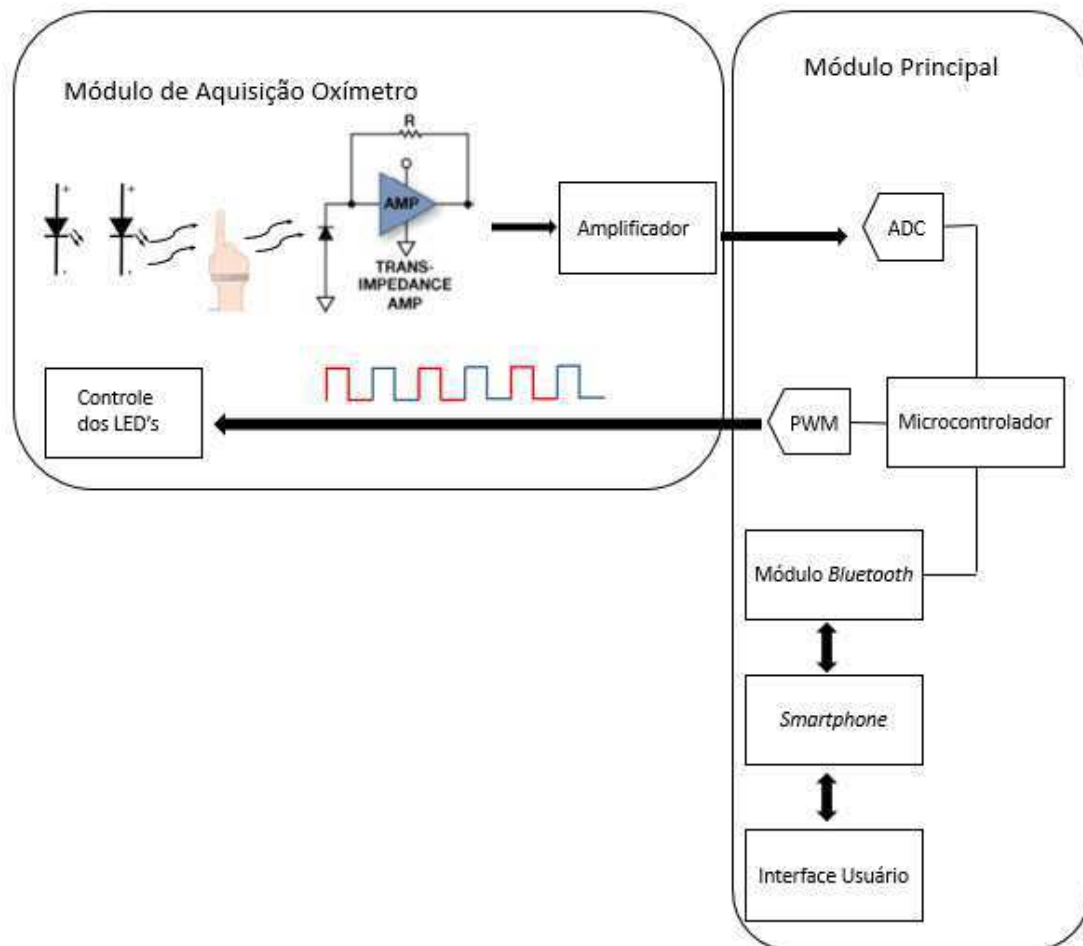 Módulo de Aquisição Oxímetro
Módulo Principal
R
+
+
AMP
-
-
TRANS-
IMPEDANCE
AMP
Amplificador
ADC
Controle
dos LED's
PWM
Microcontrolador
Módulo Bluetooth
Smartphone
Interface Usuário